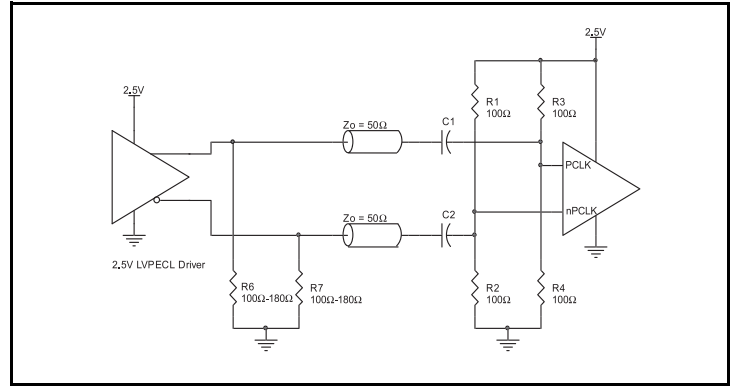 2.5V
2.5V
R1
100Ω
R3
100Ω
C1
Zo = 50Ω
PCLK
nPCLK
C2
Zo = 50Ω
2.5V LVPECL Driver
R6
100Ω-180Ω
R7
100Ω-180Ω
R2
100Ω
R4
100Ω